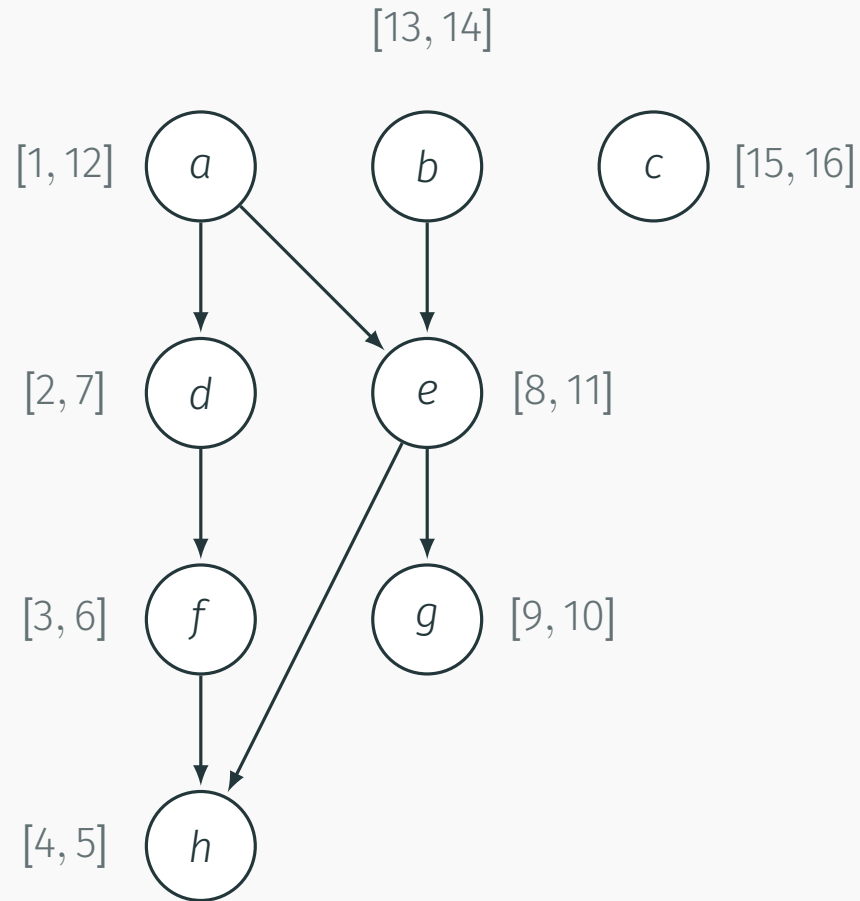 [13, 14]
[1, 12] a b c [15, 16]
[2, 7] d e [8, 11]
[3, 6] f g [9, 10]
[4, 5] h